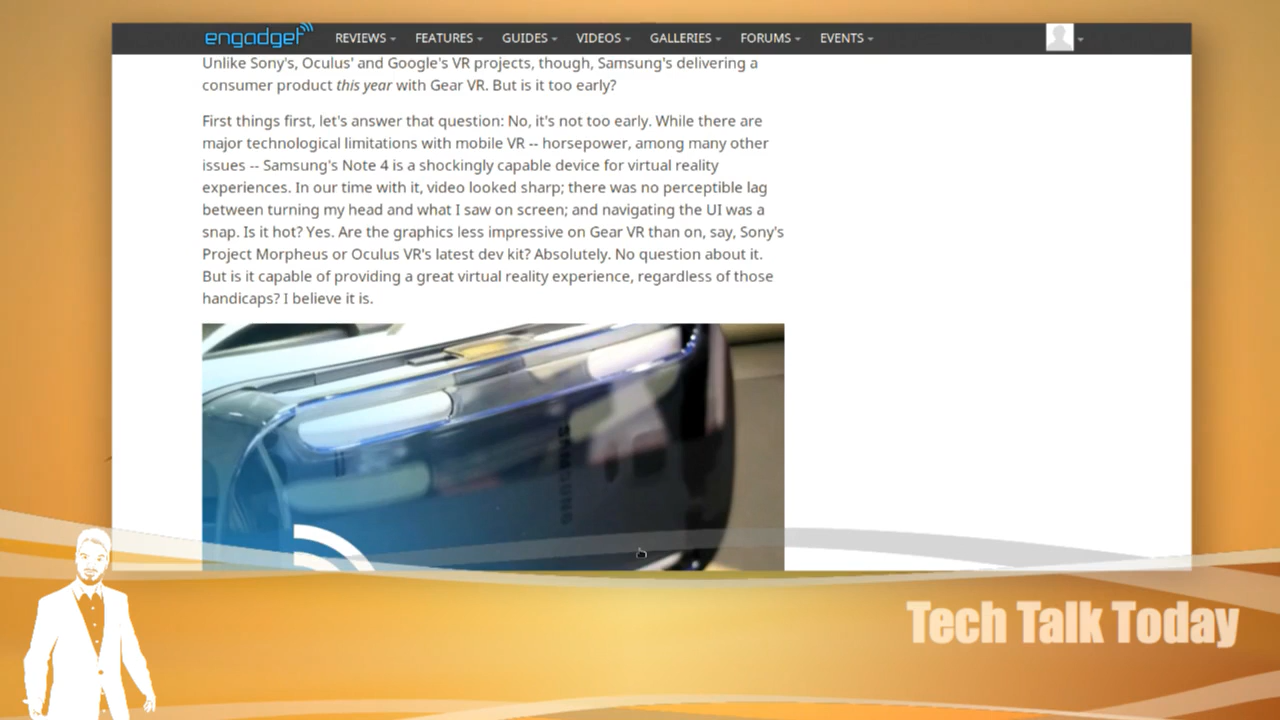 engadget REVIEWS FEATURES GUIDES VIDEOS GALLERIES FORUMS EVENTS
Unlike Sony's, Oculus' and Google's VR projects, though, Samsung's delivering a
consumer product this year with Gear VR. But is it too early?
First things first, let's answer that question: No, it's not too early. While there are
major technological limitations with mobile VR -- horsepower, among many other
issues -- Samsung's Note 4 is a shockingly capable device for virtual reality
experiences. In our time with it, video looked sharp; there was no perceptible lag
between turning my head and what I saw on screen; and navigating the UI was a
snap. Is it hot? Yes. Are the graphics less impressive on Gear VR than on, say, Sony's
Project Morpheus or Oculus VR's latest dev kit? Absolutely. No question about it.
But is it capable of providing a great virtual reality experience, regardless of those
handicaps? I believe it is.
SAMSUNG
Tech Talk Today